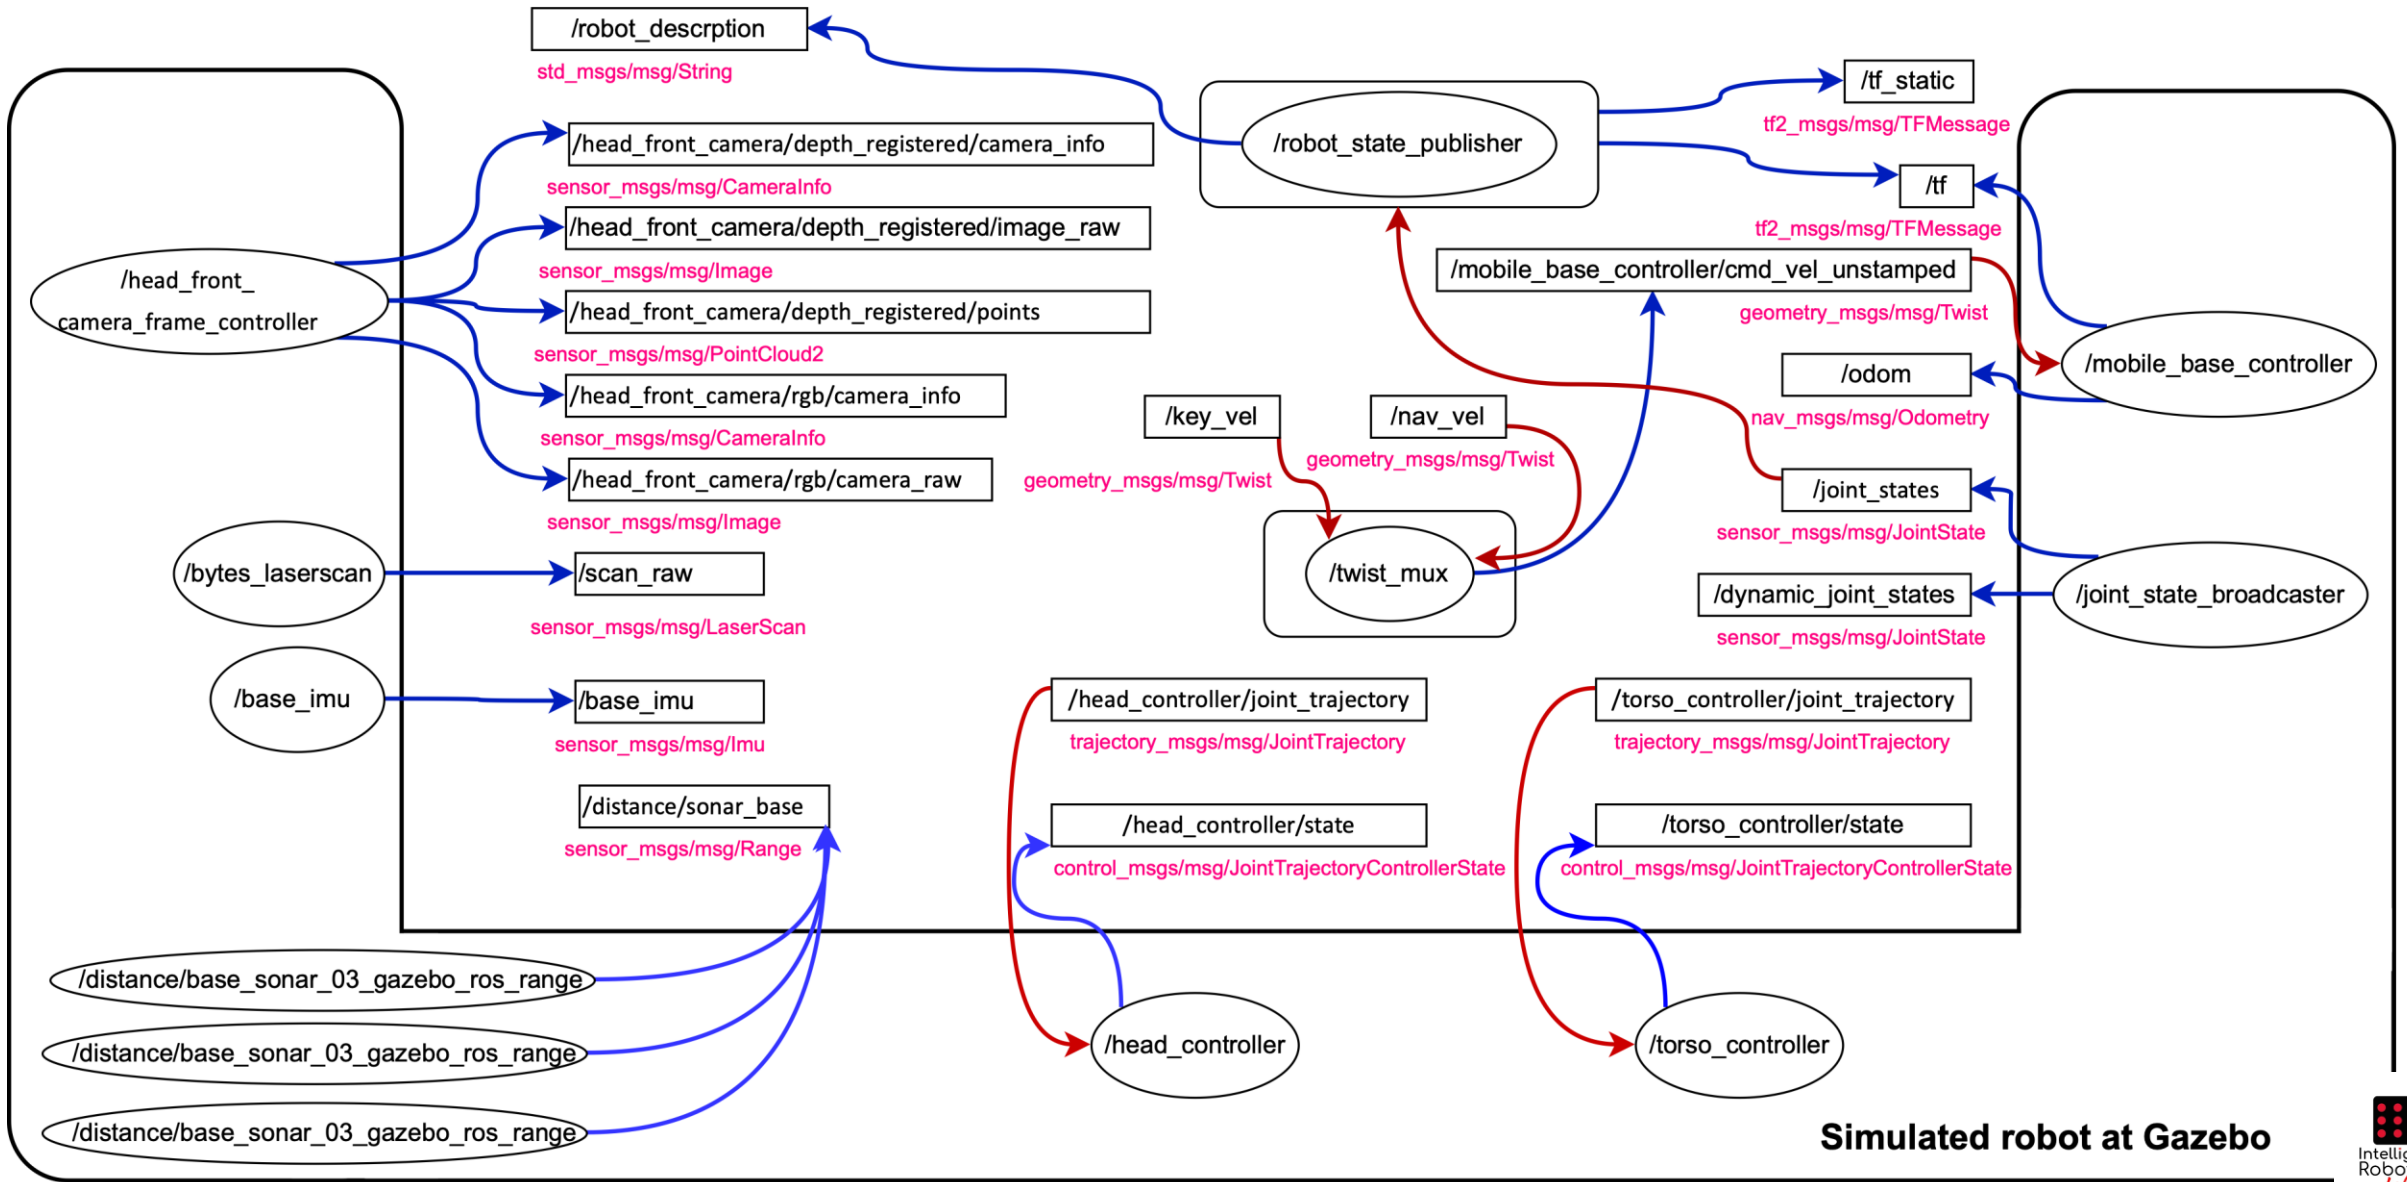 /robot_descrption
std_msgs/msg/String
/head_front_camera/depth_registered/camera_info
sensor_msgs/msg/CameraInfo
/head_front_camera/depth_registered/image_raw
sensor_msgs/msg/Image
/head_front_camera/depth_registered/points
sensor_msgs/msg/PointCloud2
/head_front_camera/rgb/camera_info
sensor_msgs/msg/CameraInfo
/head_front_camera/rgb/camera_raw
sensor_msgs/msg/Image
/head_front_
camera_frame_controller
/bytes_laserscan
/scan_raw
sensor_msgs/msg/LaserScan
/base_imu
/base_imu
sensor_msgs/msg/Imu
/distance/sonar_base
sensor_msgs/msg/Range
/distance/base_sonar_03_gazebo_ros_range
/distance/base_sonar_03_gazebo_ros_range
/distance/base_sonar_03_gazebo_ros_range
/robot_state_publisher
/tf_static
tf2_msgs/msg/TFMessage
/tf
tf2_msgs/msg/TFMessage
/mobile_base_controller/cmd_vel_unstamped
geometry_msgs/msg/Twist
/mobile_base_controller
/odom
nav_msgs/msg/Odometry
/key_vel
geometry_msgs/msg/Twist
/nav_vel
geometry_msgs/msg/Twist
/twist_mux
/joint_states
sensor_msgs/msg/JointState
/dynamic_joint_states
sensor_msgs/msg/JointState
/joint_state_broadcaster
/head_controller/joint_trajectory
trajectory_msgs/msg/JointTrajectory
/head_controller/state
control_msgs/msg/JointTrajectoryControllerState
/head_controller
/torso_controller/joint_trajectory
trajectory_msgs/msg/JointTrajectory
/torso_controller/state
control_msgs/msg/JointTrajectoryControllerState
/torso_controller
Simulated robot at Gazebo